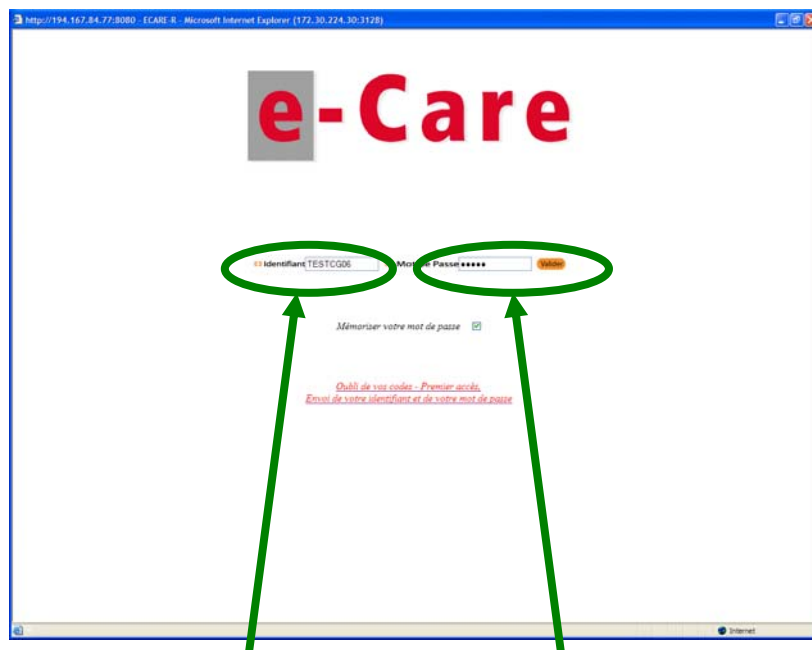 http://194.167.84.77:8080 - ECARE-R - Microsoft Internet Explorer (172.30.224.30:3128)
e-Care
Identifiant TESTCG06 Mot de Passe ●●●●● Valider
Mémoriser votre mot de passe
Oubli de vos codes - Premier accès,
Envoi de votre identifiant et de votre mot de passe
Internet